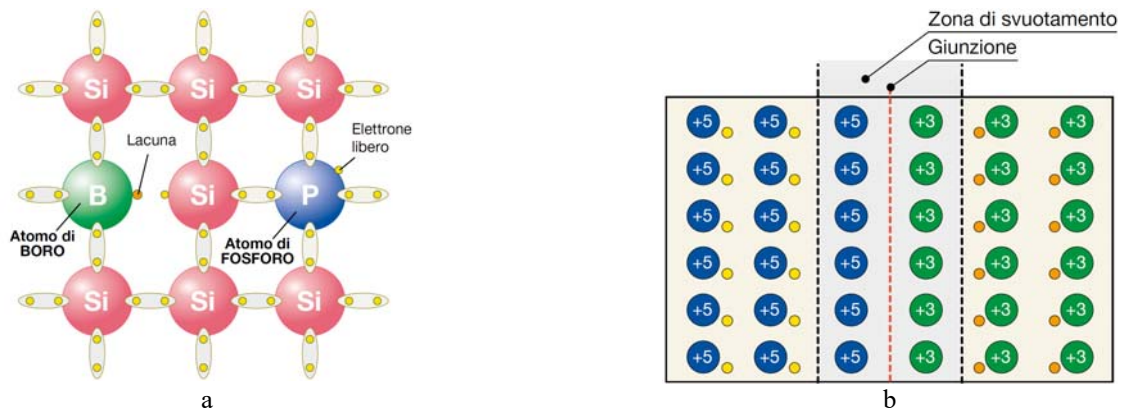 Si Si Si
Lacuna
Elettrone
libero
B Si P
Atomo di
BORO
Atomo di
FOSFORO
Si Si Si
a
Zona di svuotamento
Giunzione
+5 +5 +5 +3 +3 +3
+5 +5 +5 +3 +3 +3
+5 +5 +5 +3 +3 +3
+5 +5 +5 +3 +3 +3
+5 +5 +5 +3 +3 +3
+5 +5 +5 +3 +3 +3
b